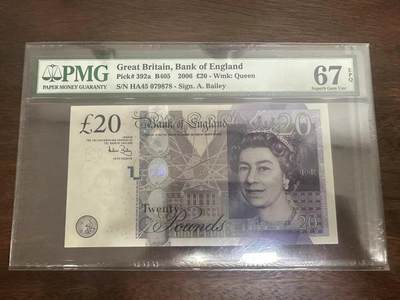 PMG
PAPER MONEY GUARANTY
Great Britain, Bank of England
Pick# 392a B405 2006 £20 - Wmk: Queen
S/N HA45 079878 - Sign. A. Bailey
67 EPQ
Superb Gem Unc
£20
Bank of England
20
Twenty
Pounds
20